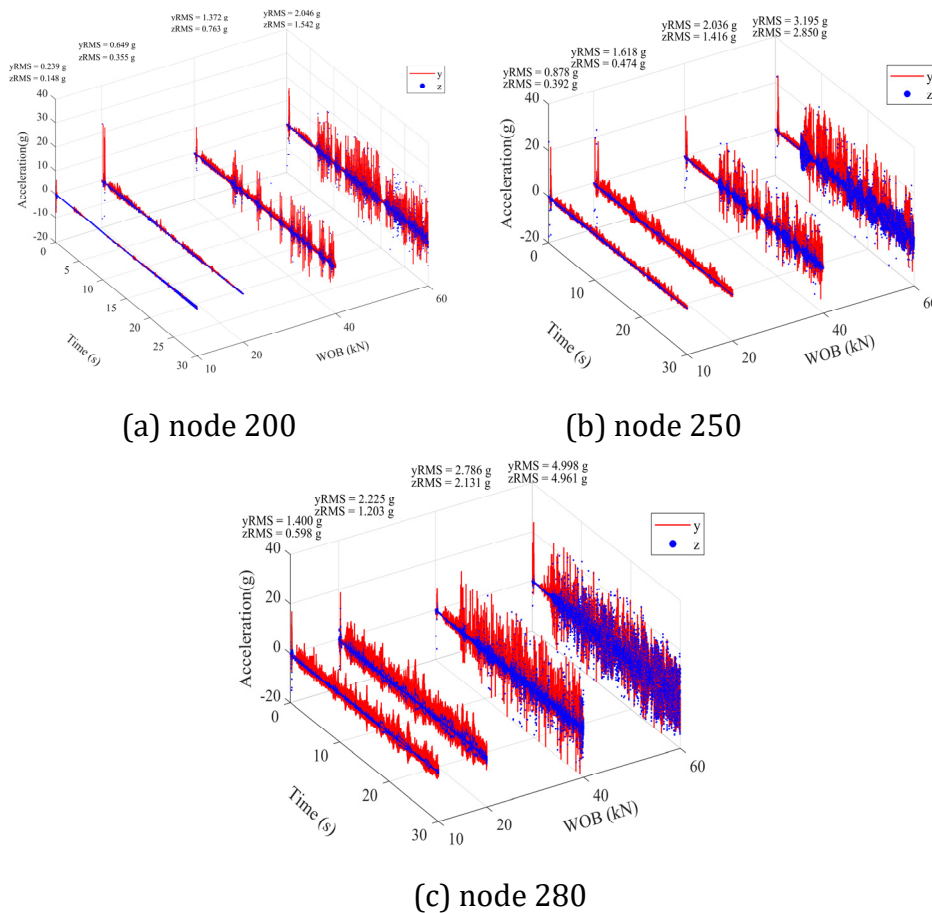 yRMS = 0.239 g
zRMS = 0.148 g
yRMS = 0.649 g
zRMS = 0.355 g
yRMS = 1.372 g
zRMS = 0.763 g
yRMS = 2.046 g
zRMS = 1.542 g
y
z
Acceleration(g)
40
30
20
10
0
-10
-20
0
5
10
15
20
25
30
Time (s)
10
20
40
60
WOB (kN)
(a) node 200
yRMS = 0.878 g
zRMS = 0.392 g
yRMS = 1.618 g
zRMS = 0.474 g
yRMS = 2.036 g
zRMS = 1.416 g
yRMS = 3.195 g
zRMS = 2.850 g
y
z
Acceleration(g)
40
20
0
-20
0
10
20
30
Time (s)
10
20
40
60
WOB (kN)
(b) node 250
yRMS = 1.400 g
zRMS = 0.598 g
yRMS = 2.225 g
zRMS = 1.203 g
yRMS = 2.786 g
zRMS = 2.131 g
yRMS = 4.998 g
zRMS = 4.961 g
y
z
Acceleration(g)
40
20
0
-20
0
10
20
30
Time (s)
10
20
40
60
WOB (kN)
(c) node 280